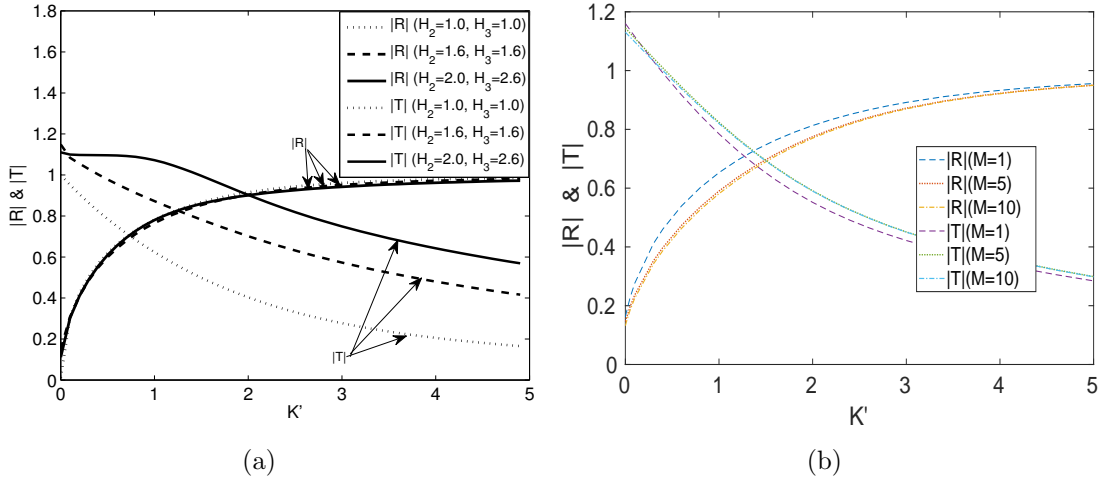 1.8
1.6
1.4
1.2
1
0.8
0.6
0.4
0.2
0
|R| & |T|
|R| (H2=1.0, H3=1.0)
|R| (H2=1.6, H3=1.6)
|R| (H2=2.0, H3=2.6)
|T| (H2=1.0, H3=1.0)
|T| (H2=1.6, H3=1.6)
|T| (H2=2.0, H3=2.6)
|R|
|T|
0 1 2 3 4 5
K'
(a)
1.2
1
0.8
0.6
0.4
0.2
0
|R| & |T|
|R|(M=1)
|R|(M=5)
|R|(M=10)
|T|(M=1)
|T|(M=5)
|T|(M=10)
0 1 2 3 4 5
K'
(b)